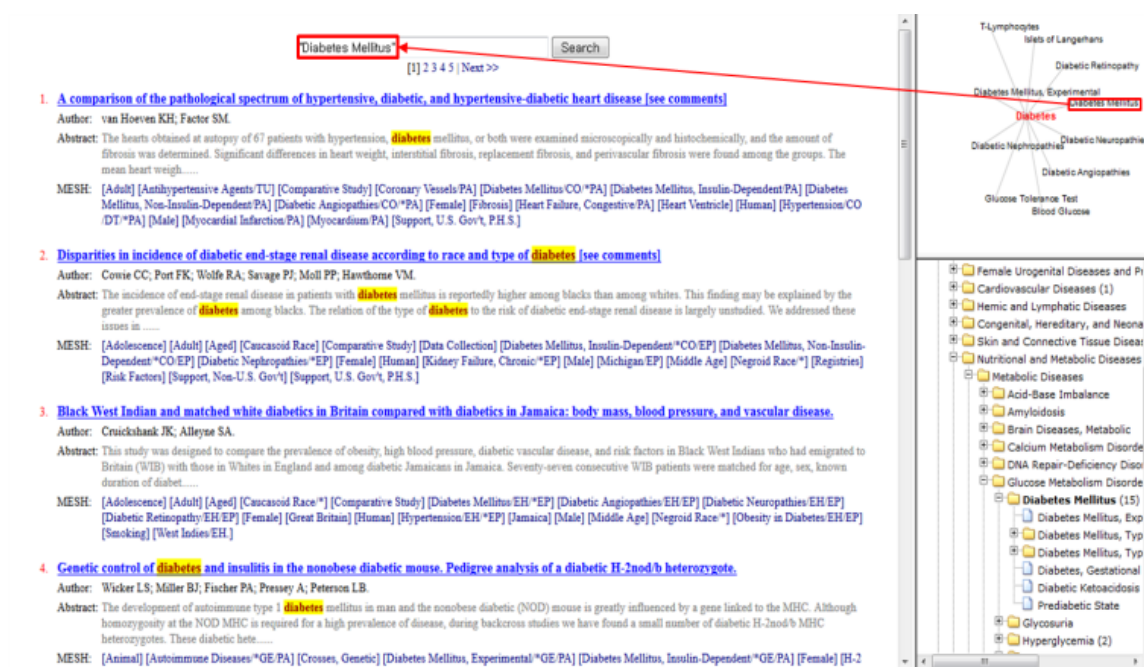 "Diabetes Mellitus"
Search
[1] 2 3 4 5 | Next >>
1. A comparison of the pathological spectrum of hypertensive, diabetic, and hypertensive-diabetic heart disease [see comments]
Author: van Hoeven KH; Factor SM.
Abstract: The hearts obtained at autopsy of 67 patients with hypertension, diabetes mellitus, or both were examined microscopically and histochemically, and the amount of
fibrosis was determined. Significant differences in heart weight, interstitial fibrosis, replacement fibrosis, and perivascular fibrosis were found among the groups. The
mean heart weigh......
MESH: [Adult] [Antihypertensive Agents/TU] [Comparative Study] [Coronary Vessels/PA] [Diabetes Mellitus/CO/*PA] [Diabetes Mellitus, Insulin-Dependent/PA] [Diabetes
Mellitus, Non-Insulin-Dependent/PA] [Diabetic Angiopathies/CO/*PA] [Female] [Fibrosis] [Heart Failure, Congestive/PA] [Heart Ventricle] [Human] [Hypertension/CO
/DT/*PA] [Male] [Myocardial Infarction/PA] [Myocardium/PA] [Support, U.S. Gov't, P.H.S.]
2. Disparities in incidence of diabetic end-stage renal disease according to race and type of diabetes [see comments]
Author: Cowie CC; Port FK; Wolfe RA; Savage PJ; Moll PP; Hawthorne VM.
Abstract: The incidence of end-stage renal disease in patients with diabetes mellitus is reportedly higher among blacks than among whites. This finding may be explained by the
greater prevalence of diabetes among blacks. The relation of the type of diabetes to the risk of diabetic end-stage renal disease is largely unstudied. We addressed these
issues in ......
MESH: [Adolescence] [Adult] [Aged] [Caucasoid Race] [Comparative Study] [Data Collection] [Diabetes Mellitus, Insulin-Dependent/*CO/EP] [Diabetes Mellitus, Non-Insulin-
Dependent/*CO/EP] [Diabetic Nephropathies/*EP] [Female] [Human] [Kidney Failure, Chronic/*EP] [Male] [Michigan/EP] [Middle Age] [Negroid Race/*] [Registries]
[Risk Factors] [Support, Non-U.S. Gov't] [Support, U.S. Gov't, P.H.S.]
3. Black West Indian and matched white diabetics in Britain compared with diabetics in Jamaica: body mass, blood pressure, and vascular disease.
Author: Cruickshank JK; Alleyne SA.
Abstract: This study was designed to compare the prevalence of obesity, high blood pressure, diabetic vascular disease, and risk factors in Black West Indians who had emigrated to
Britain (WIB) with those in Whites in England and among diabetic Jamaicans in Jamaica. Seventy-seven consecutive WIB patients were matched for age, sex, known
duration of diabet......
MESH: [Adolescence] [Adult] [Aged] [Caucasoid Race/*] [Comparative Study] [Diabetes Mellitus/EH/*EP] [Diabetic Angiopathies/EH/EP] [Diabetic Neuropathies/EH/EP]
[Diabetic Retinopathy/EH/EP] [Female] [Great Britain] [Human] [Hypertension/EH/*EP] [Jamaica] [Male] [Middle Age] [Negroid Race/*] [Obesity in Diabetes/EH/EP]
[Smoking] [West Indies/EH.]
4. Genetic control of diabetes and insulitis in the nonobese diabetic mouse. Pedigree analysis of a diabetic H-2nod/b heterozygote.
Author: Wicker LS; Miller BJ; Fischer PA; Pressey A; Peterson LB.
Abstract: The development of autoimmune type 1 diabetes mellitus in man and the nonobese diabetic (NOD) mouse is greatly influenced by a gene linked to the MHC. Although
homozygosity at the NOD MHC is required for a high prevalence of disease, during backcross studies we have found a small number of diabetic H-2nod/b MHC
heterozygotes. These diabetic hete......
MESH: [Animal] [Autoimmune Diseases/*GE/PA] [Crosses, Genetic] [Diabetes Mellitus, Experimental/*GE/PA] [Diabetes Mellitus, Insulin-Dependent/*GE/PA] [Female] [H-2
T-Lymphocytes
Islets of Langerhans
Diabetic Retinopathy
Diabetes Mellitus, Experimental
Diabetes Mellitus
Diabetes
Diabetic Neuropathie
Diabetic Nephropathies
Diabetic Angiopathies
Glucose Tolerance Test
Blood Glucose
Female Urogenital Diseases and Pr
Cardiovascular Diseases (1)
Hemic and Lymphatic Diseases
Congenital, Hereditary, and Neona
Skin and Connective Tissue Diseas
Nutritional and Metabolic Diseases
Metabolic Diseases
Acid-Base Imbalance
Amyloidosis
Brain Diseases, Metabolic
Calcium Metabolism Disorde
DNA Repair-Deficiency Diso
Glucose Metabolism Disorde
Diabetes Mellitus (15)
Diabetes Mellitus, Exp
Diabetes Mellitus, Typ
Diabetes Mellitus, Typ
Diabetes, Gestational
Diabetic Ketoacidosis
Prediabetic State
Glycosuria
Hyperglycemia (2)